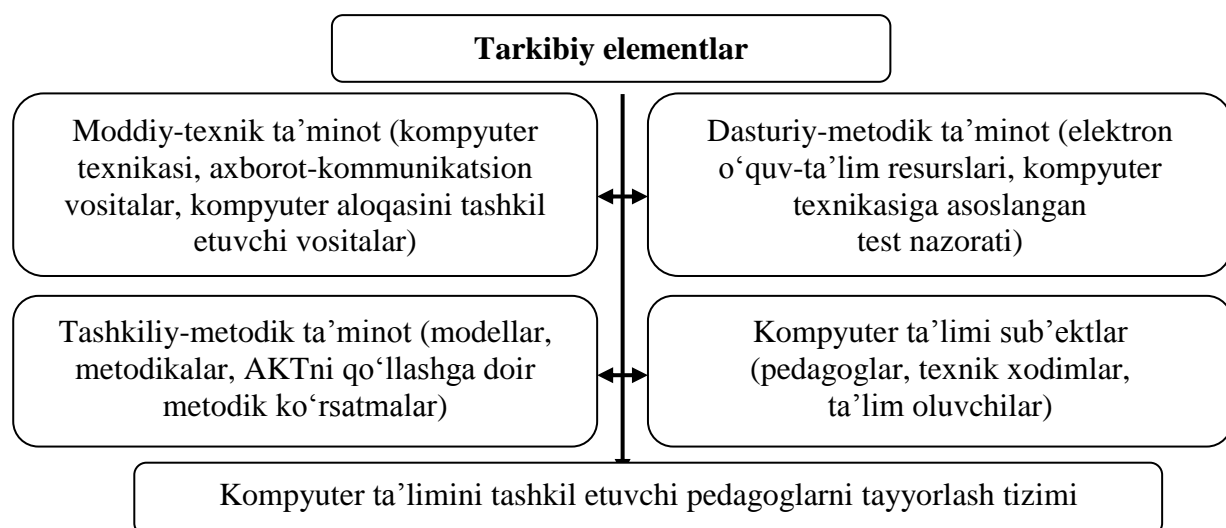 Tarkibiy elementlar
Moddiy-texnik ta’minot (kompyuter
texnikasi, axborot-kommunikatsion
vositalar, kompyuter aloqasini tashkil
etuvchi vositalar)
Dasturiy-metodik ta’minot (elektron
o‘quv-ta’lim resurslari, kompyuter
texnikasiga asoslangan
test nazorati)
Tashkiliy-metodik ta’minot (modellar,
metodikalar, AKTni qo‘llashga doir
metodik ko‘rsatmalar)
Kompyuter ta’limi sub’ektlar
(pedagoglar, texnik xodimlar,
ta’lim oluvchilar)
Kompyuter ta’limini tashkil etuvchi pedagoglarni tayyorlash tizimi